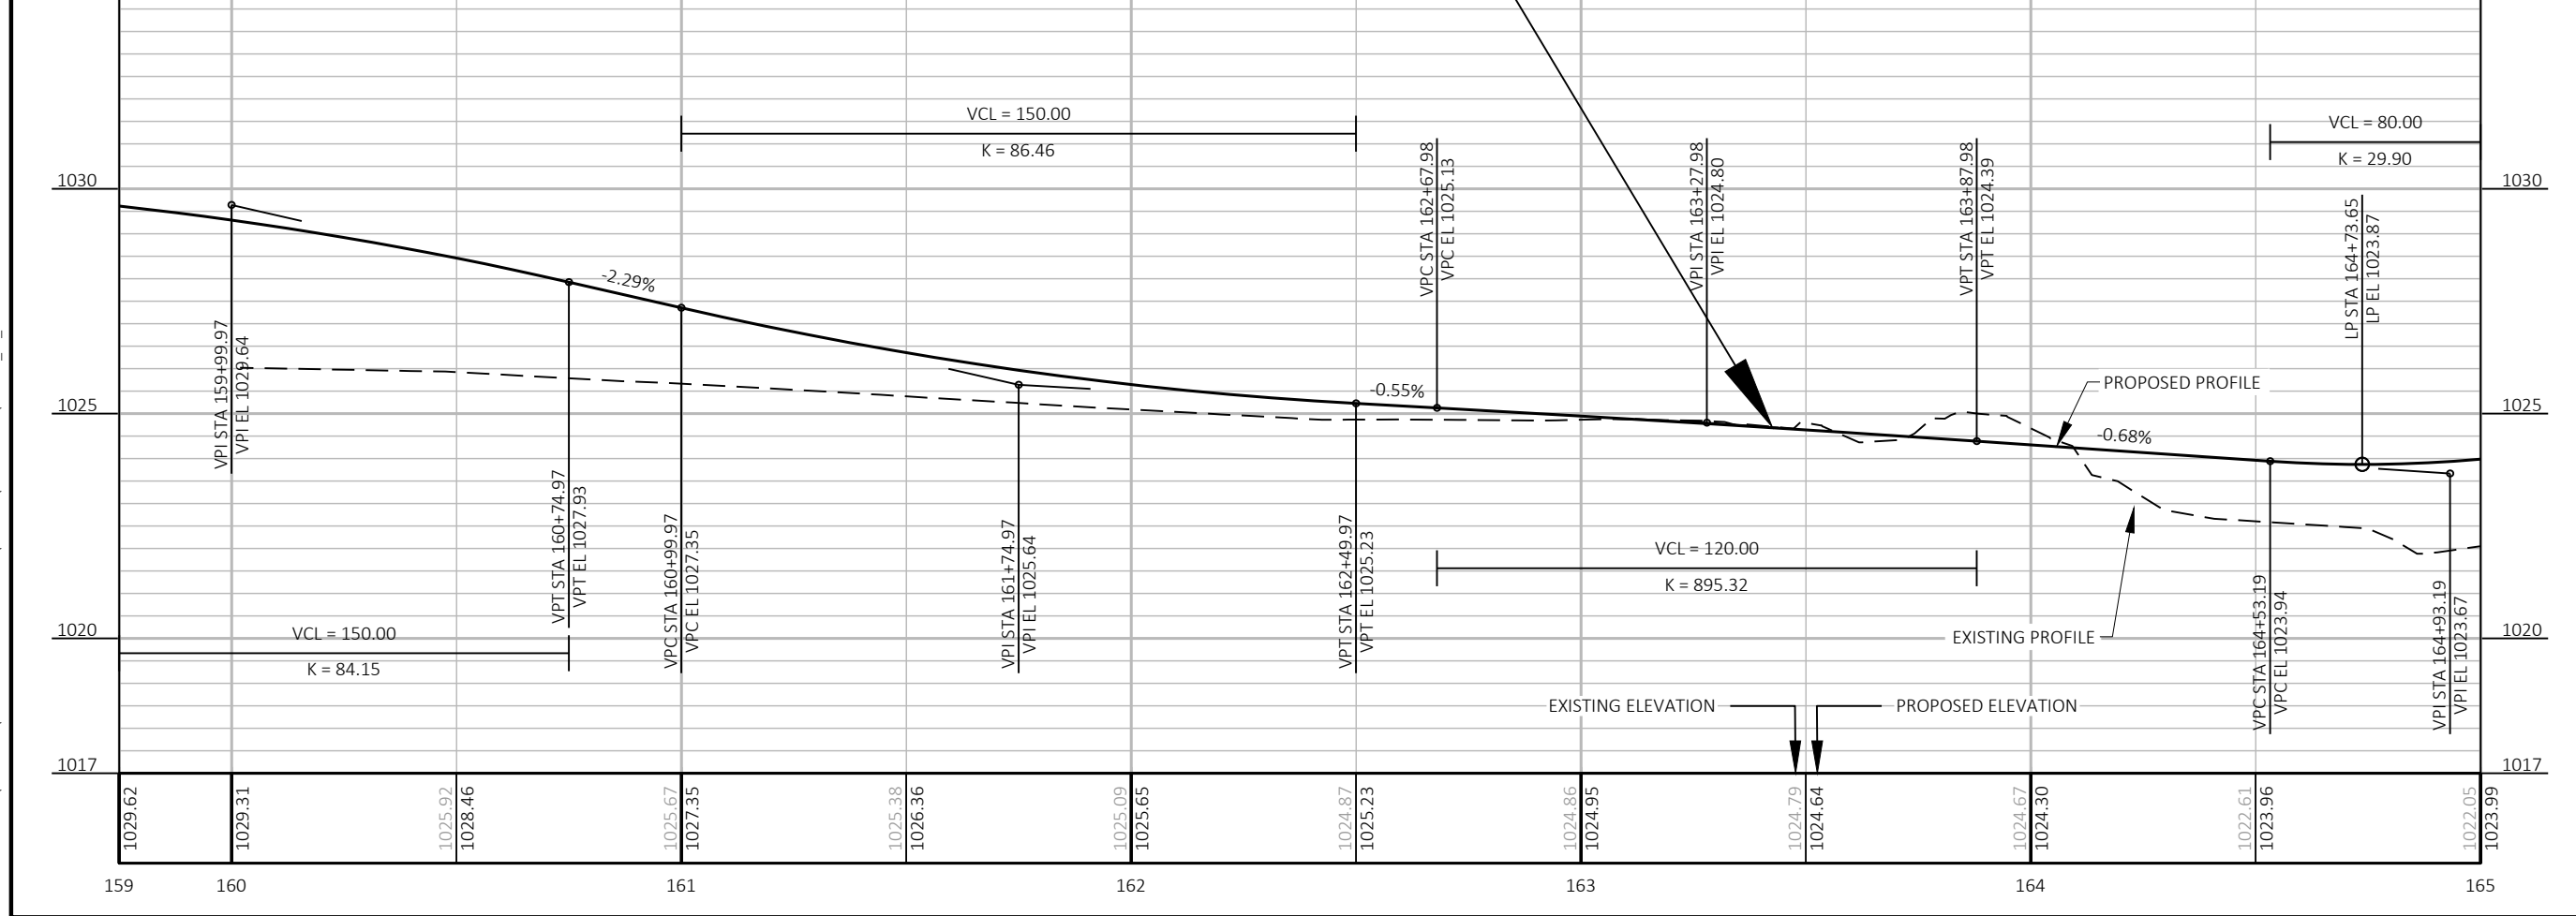 VCL = 150.00
K = 86.46
VCL = 80.00
K = 29.90
1030
1030
VPC STA 162+67.98
VPC EL 1025.13
VPI STA 163+27.98
VPI EL 1024.80
VPT STA 163+87.98
VPT EL 1024.39
LP STA 164+73.65
LP EL 1023.87
-2.29%
VPI STA 159+99.97
VPI EL 1029.64
-0.55%
PROPOSED PROFILE
1025
1025
-0.68%
VPT STA 160+74.97
VPT EL 1027.93
VPC STA 160+99.97
VPC EL 1027.35
VPI STA 161+74.97
VPI EL 1025.64
VPT STA 162+49.97
VPT EL 1025.23
VCL = 120.00
K = 895.32
VPC STA 164+53.19
VPC EL 1023.94
VPI STA 164+93.19
VPI EL 1023.67
1020
VCL = 150.00
K = 84.15
EXISTING PROFILE
1020
EXISTING ELEVATION
PROPOSED ELEVATION
1017
1017
1029.62
1029.31
1025.92
1028.46
1025.67
1027.35
1025.38
1026.36
1025.09
1025.65
1024.87
1025.23
1024.86
1024.95
1024.79
1024.64
1024.67
1024.30
1022.61
1023.96
1022.05
1023.99
159
160
161
162
163
164
165